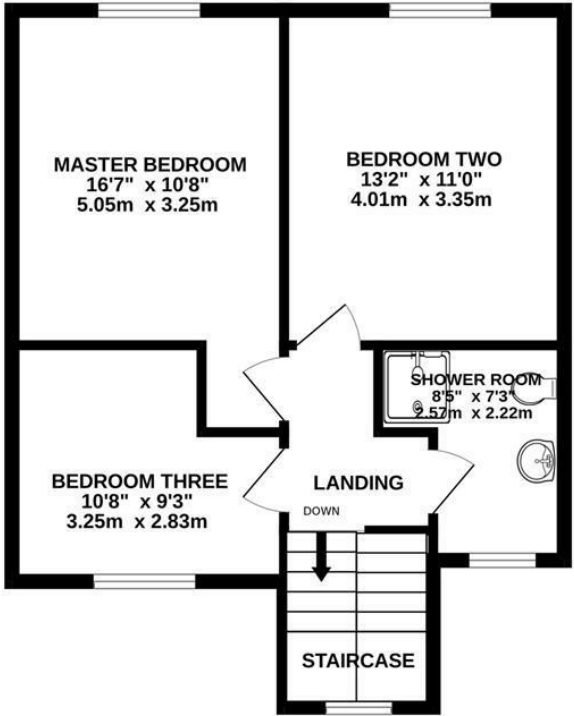 MASTER BEDROOM
16'7" x 10'8"
5.05m x 3.25m
BEDROOM TWO
13'2" x 11'0"
4.01m x 3.35m
SHOWER ROOM
8'5" x 7'3"
2.57m x 2.22m
BEDROOM THREE
10'8" x 9'3"
3.25m x 2.83m
LANDING
DOWN
STAIRCASE